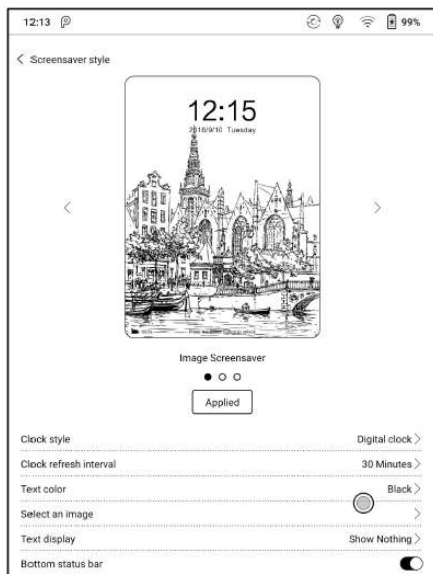 12:13 99%
Screensaver style
12:15
2018/9/10 Tuesday
Image Screensaver
Applied
Clock style Digital clock
Clock refresh interval 30 Minutes
Text color Black
Select an image
Text display Show Nothing
Bottom status bar